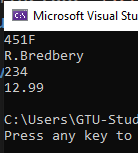 Microsoft Visual Stu
451F
R.Bredbery
234
12.99
C:\Users\GTU-Stud
Press any key to